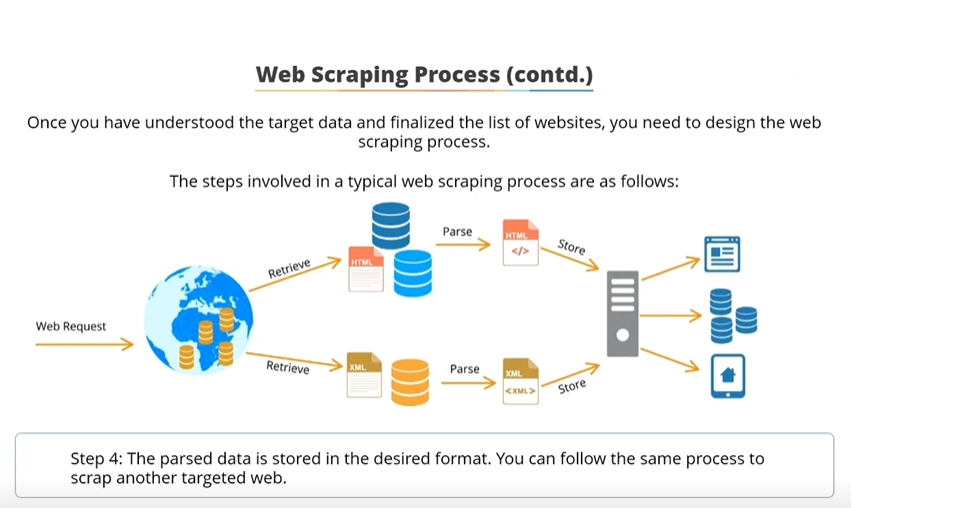 Web Scraping Process (contd.)
Once you have understood the target data and finalized the list of websites, you need to design the web
scraping process.
The steps involved in a typical web scraping process are as follows:
Web Request
Retrieve
HTML
Parse
HTML
</>
Store
Retrieve
XML
Parse
XML
<XML>
Store
Step 4: The parsed data is stored in the desired format. You can follow the same process to
scrap another targeted web.